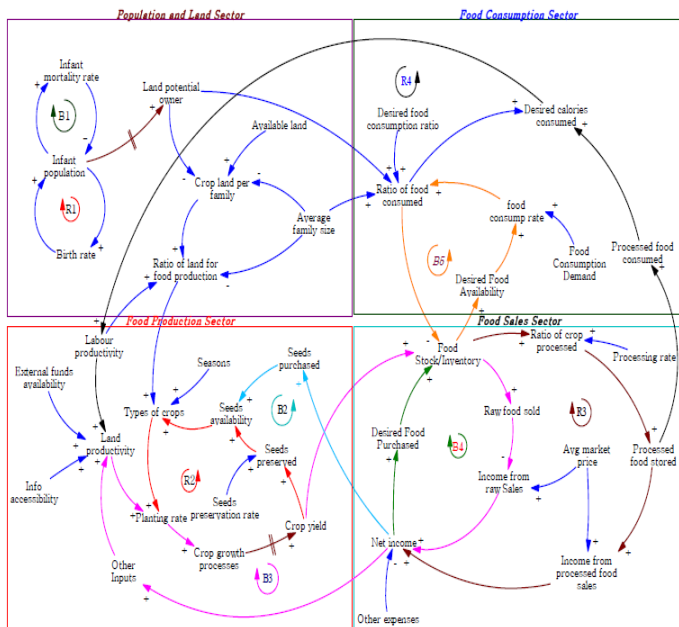 Population and Land Sector
Food Consumption Sector
Infant
mortality rate
Land potential
owner
B1
Infant
population
R1
Birth rate
Available land
Crop land per
family
Average
family size
Ratio of land for
food production
R4
Desired food
consumption ratio
Desired calories
consumed
Ratio of food
consumed
food
consump rate
B5
Desired Food
Availability
Food
Consumption
Demand
Processed food
consumed
Food Production Sector
Food Sales Sector
Labour
productivity
External funds
availability
Seasons
Seeds
purchased
Types of crops
Seeds
availability
B2
Land
productivity
Seeds
preserved
R2
Info
accessibility
Seeds
preservation rate
Planting rate
Crop yield
Crop growth
processes
B3
Other
Inputs
Food
Stock/Inventory
Ratio of crop
processed
Processing rate
Raw food sold
R3
Desired Food
Purchased
B4
Avg market
price
Processed
food stored
Income from
raw Sales
Net income
Income from
processed food
sales
Other expenses